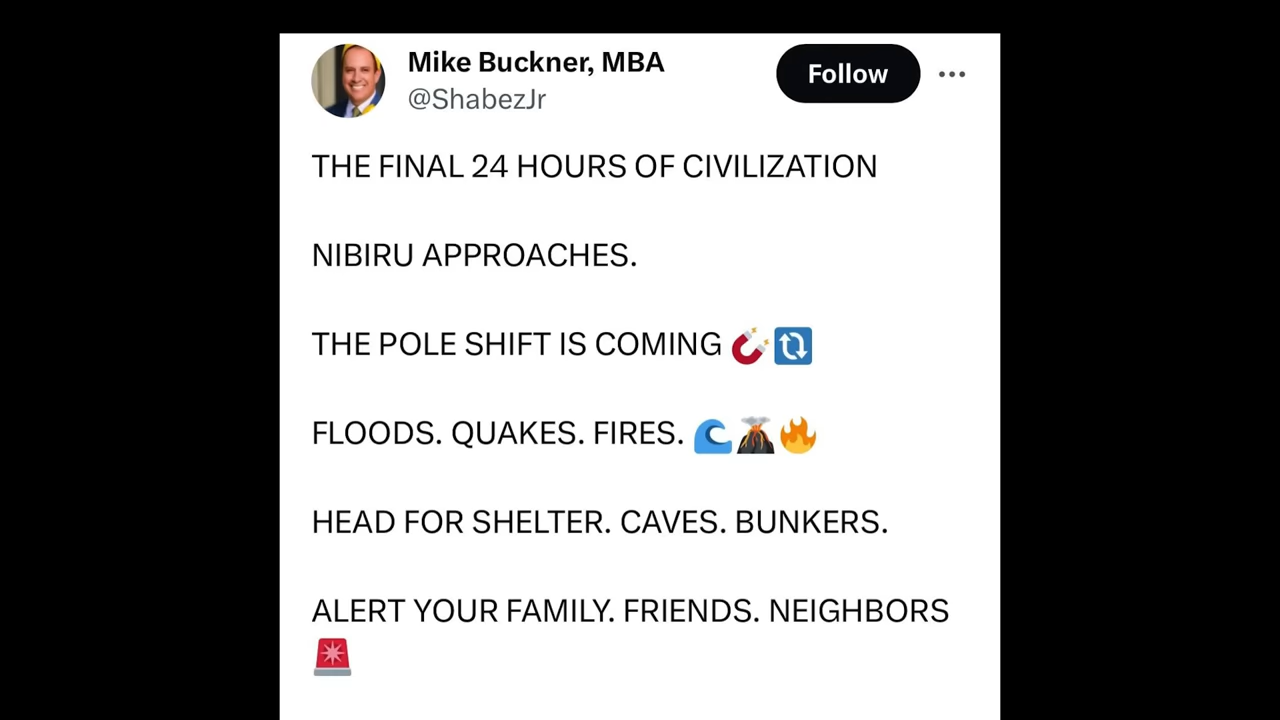 Mike Buckner, MBA
Follow
@ShabezJr
THE FINAL 24 HOURS OF CIVILIZATION
NIBIRU APPROACHES.
THE POLE SHIFT IS COMING 🧲🔃
FLOODS. QUAKES. FIRES. 🌊🌋🔥
HEAD FOR SHELTER. CAVES. BUNKERS.
ALERT YOUR FAMILY. FRIENDS. NEIGHBORS
🚨